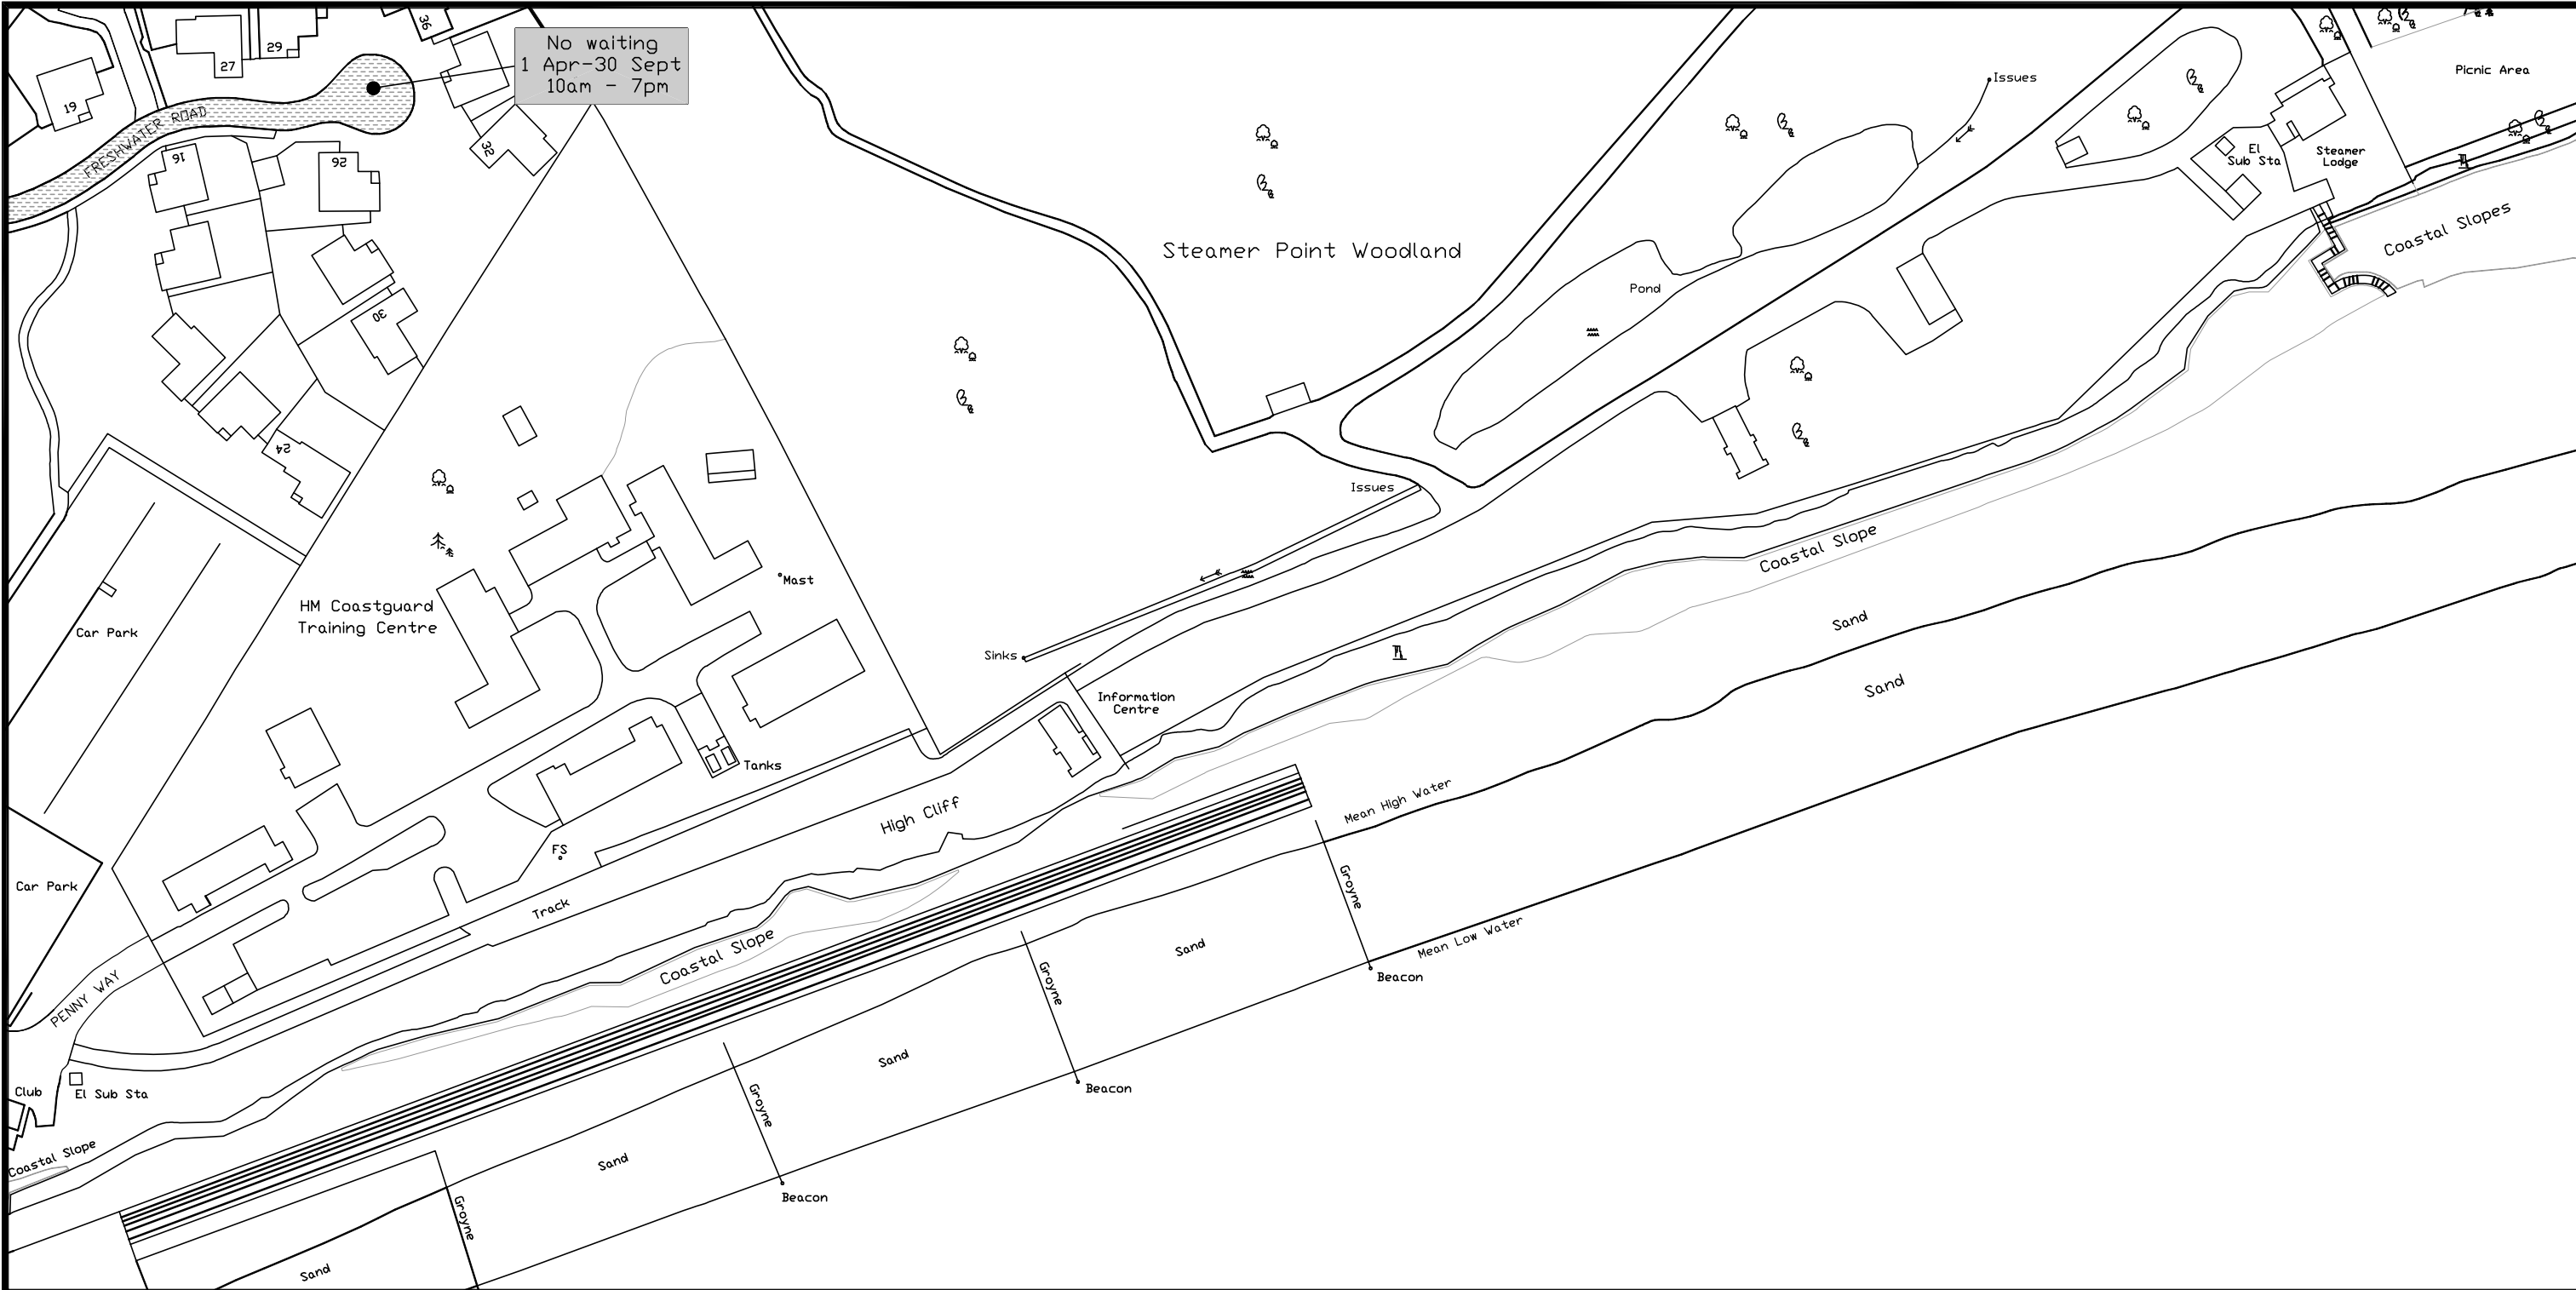 36
29
27
19
No waiting
1 Apr-30 Sept
10am - 7pm
FRESHWATER ROAD
16
26
32
30
24
Issues
Picnic Area
El
Sub Sta
Steamer
Lodge
Coastal Slopes
Steamer Point Woodland
Pond
Issues
Coastal Slope
Mast
HM Coastguard
Training Centre
Car Park
Sand
Sinks
Sand
Information
Centre
Tanks
Mean High Water
High Cliff
FS
Car Park
Groyne
Track
Mean Low Water
Coastal Slope
Sand
Beacon
PENNY WAY
Groyne
Sand
Beacon
Club
El Sub Sta
Groyne
Coastal Slope
Sand
Beacon
Groyne
Sand